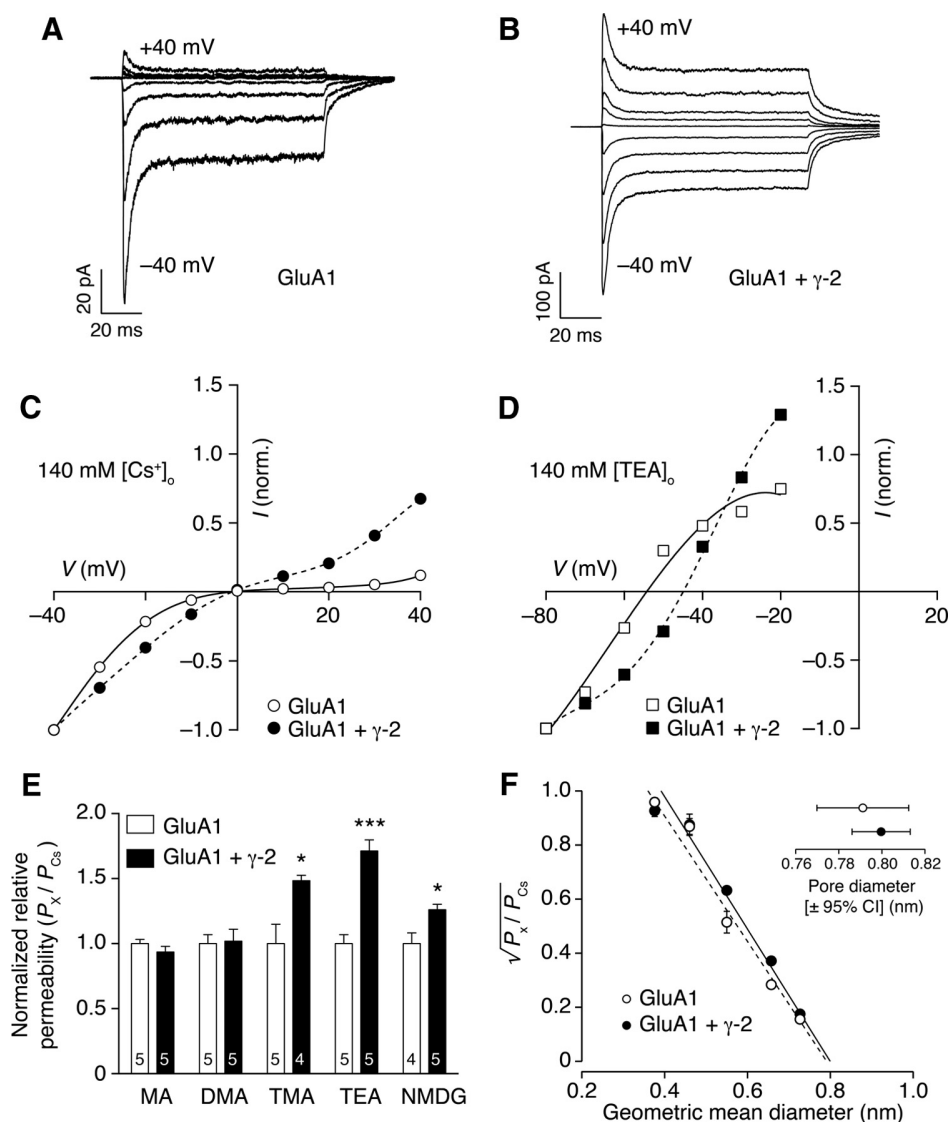 A
+40 mV
−40 mV
20 pA
20 ms
GluA1
B
+40 mV
−40 mV
100 pA
20 ms
GluA1 + γ-2
C
140 mM [Cs+]o
1.5
1.0
0.5
I (norm.)
V (mV)
−40
−20
20
40
−0.5
−1.0
GluA1
GluA1 + γ-2
D
140 mM [TEA]o
1.5
1.0
0.5
I (norm.)
V (mV)
−80
−60
−40
−20
20
−0.5
−1.0
GluA1
GluA1 + γ-2
E
Normalized relative
permeability (PX / PCs)
2.0
1.5
1.0
0.5
0
GluA1
GluA1 + γ-2
* *** *
5 5 5 5 5 4 5 5 4 5
MA DMA TMA TEA NMDG
F
√PX / PCs
1.0
0.8
0.6
0.4
0.2
0
0.76 0.78 0.80 0.82
Pore diameter
[± 95% CI] (nm)
GluA1
GluA1 + γ-2
0.2 0.4 0.6 0.8 1.0
Geometric mean diameter (nm)